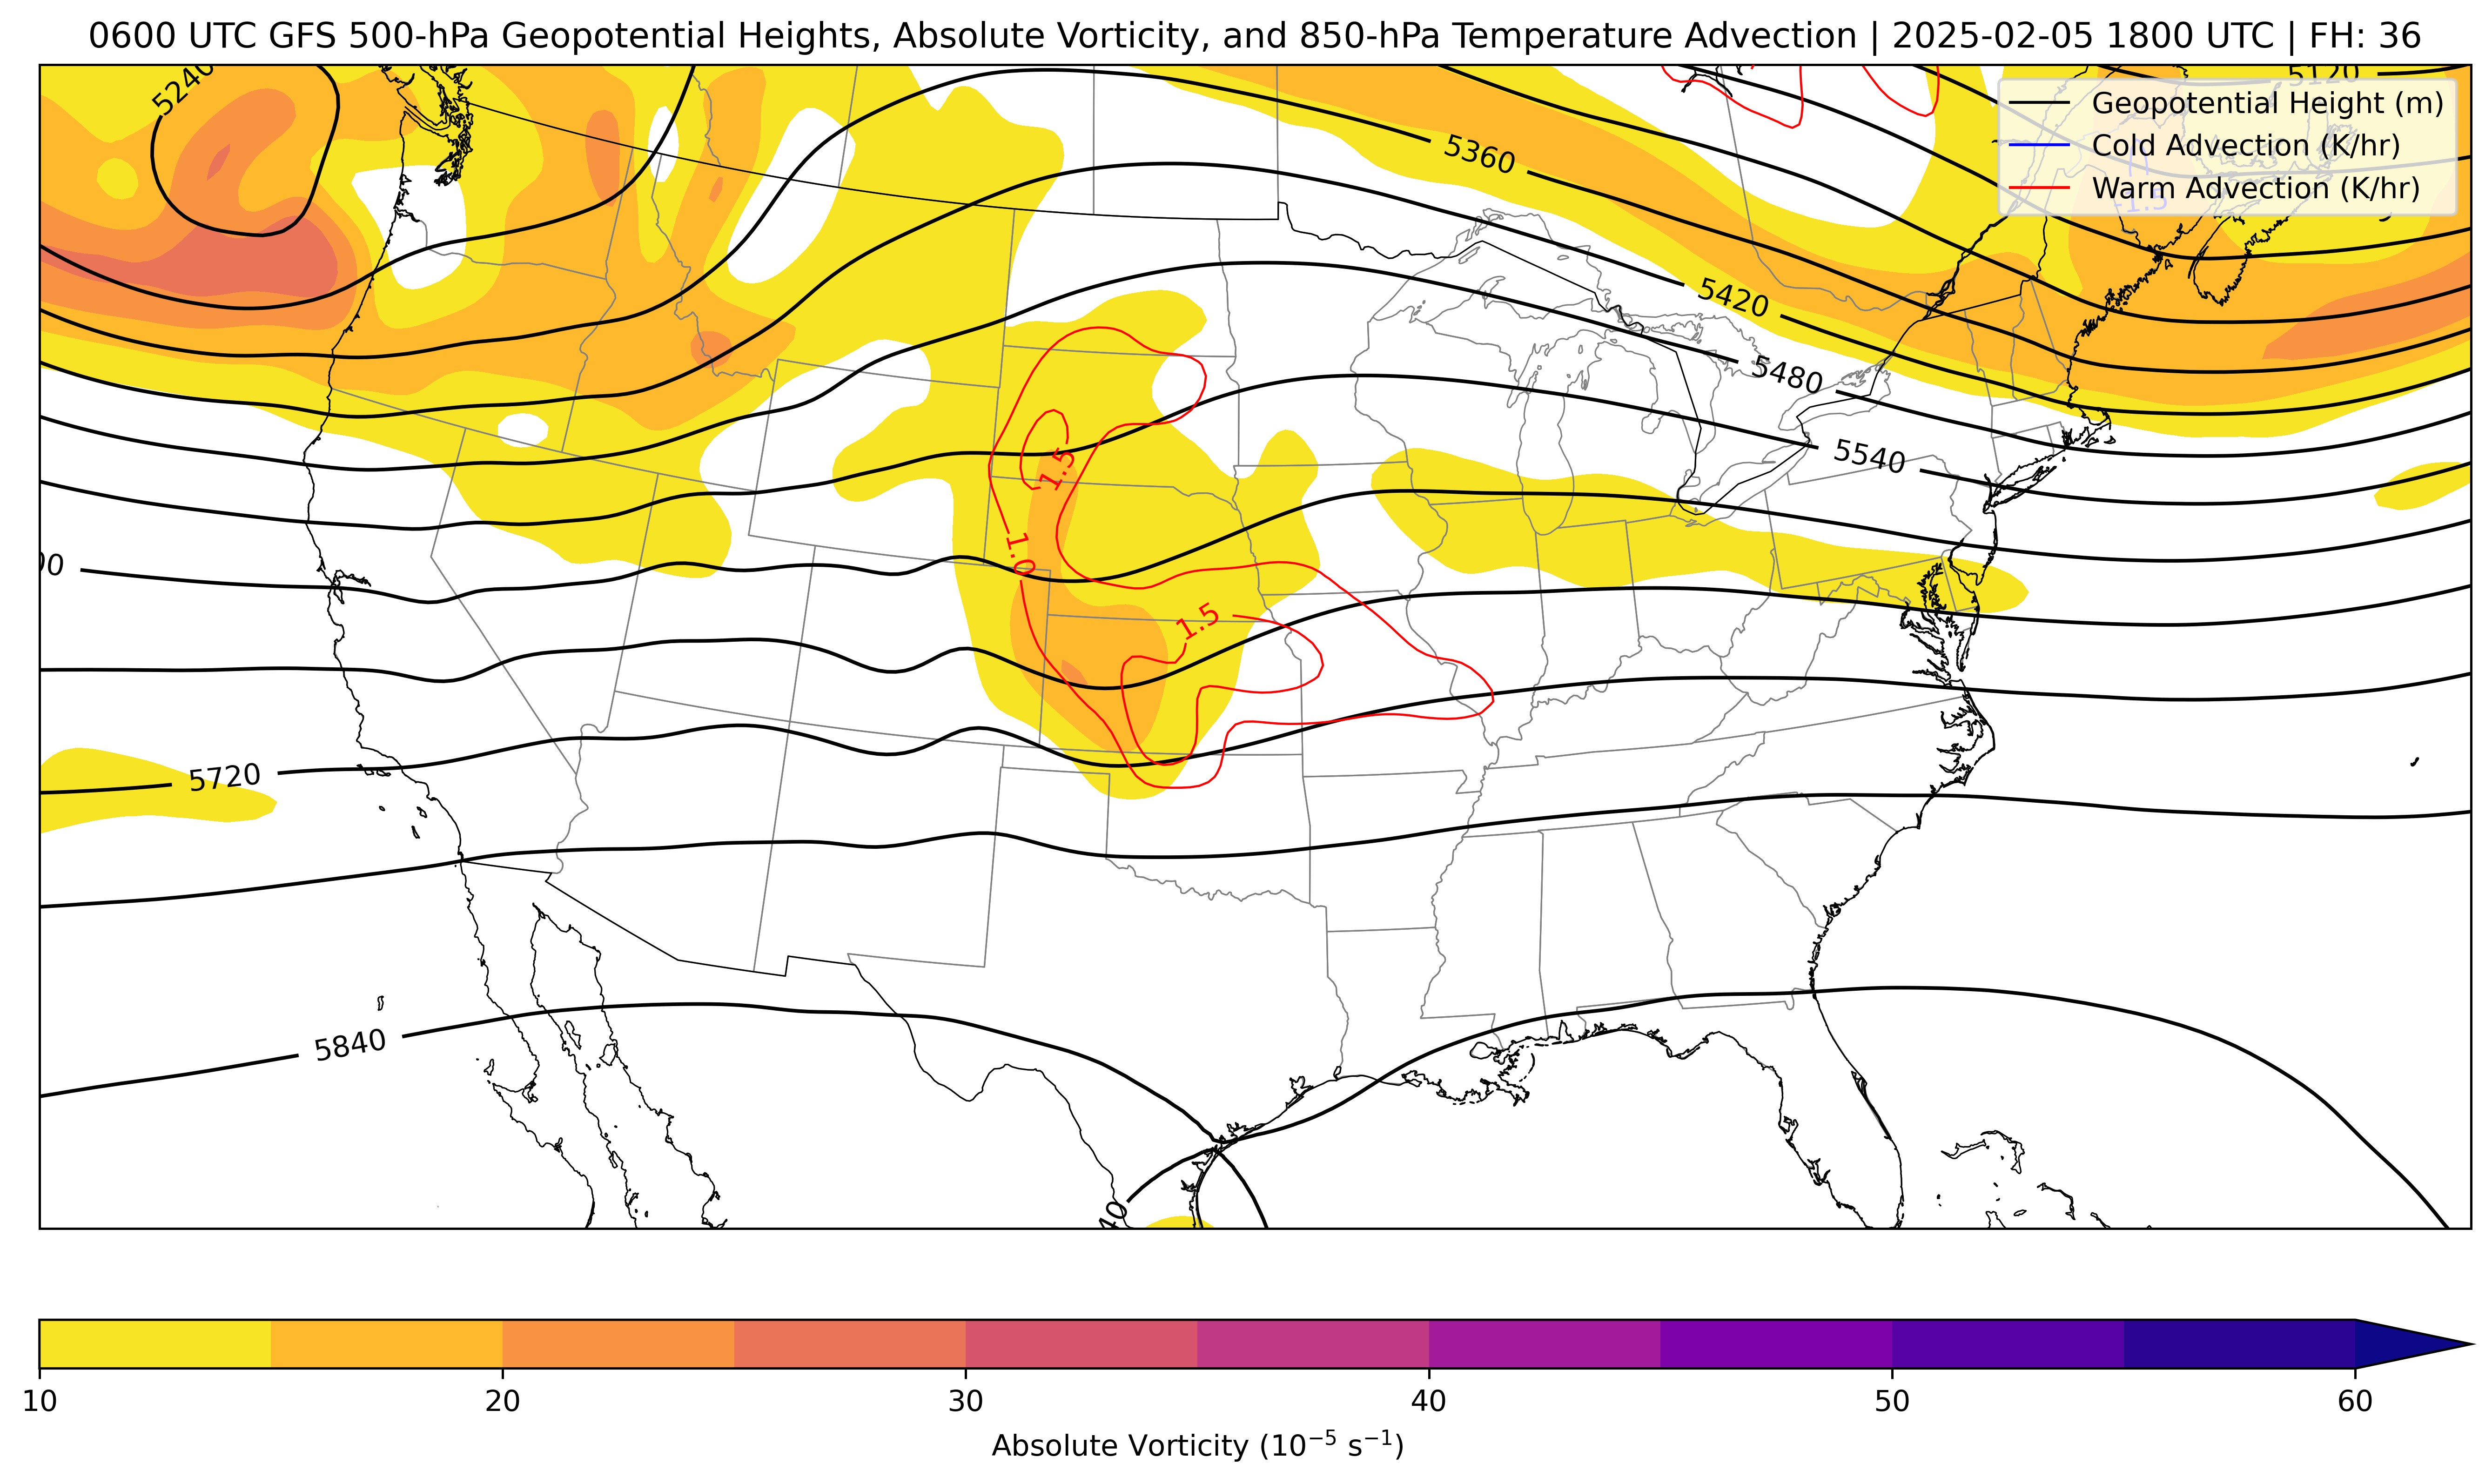 0600 UTC GFS 500-hPa Geopotential Heights, Absolute Vorticity, and 850-hPa Temperature Advection | 2025-02-05 1800 UTC | FH: 36
5240
5120
Geopotential Height (m)
Cold Advection (K/hr)
Warm Advection (K/hr)
-1.5
5360
5420
5480
5540
1.5
1.0
00
1.5
5720
5840
40
10 20 30 40 50 60
Absolute Vorticity (10⁻⁵ s⁻¹)